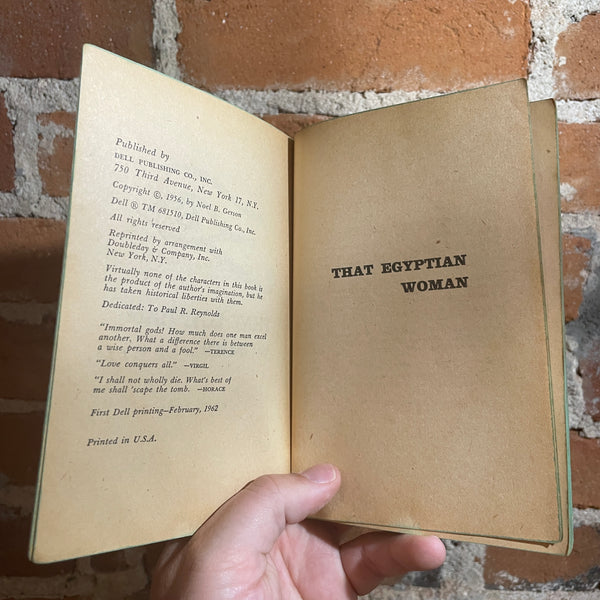 Published by
DELL PUBLISHING CO., INC.
750 Third Avenue, New York 17, N.Y.
Copyright ©, 1956, by Noel B. Gerson
Dell ® TM 681510, Dell Publishing Co., Inc.
All rights reserved
Reprinted by arrangement with
Doubleday & Company, Inc.
New York, N.Y.
Virtually none of the characters in this book is
the product of the author's imagination, but he
has taken historical liberties with them.
Dedicated: To Paul R. Reynolds
"Immortal gods! How much does one man excel
another. What a difference there is between
a wise person and a fool." —TERENCE
"Love conquers all." —VIRGIL
"I shall not wholly die. What's best of
me shall 'scape the tomb. —HORACE
First Dell printing—February, 1962
Printed in U.S.A.
THAT EGYPTIAN
WOMAN